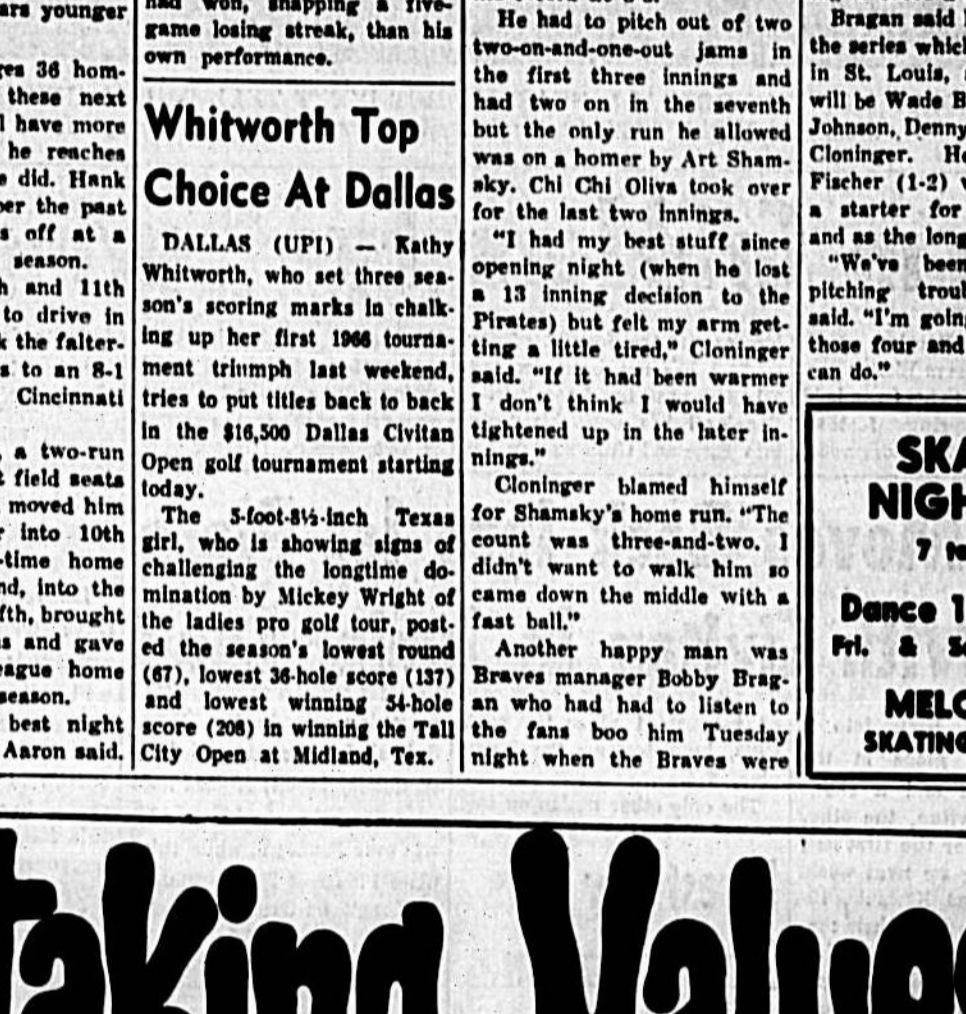 ars younger
res 36 hom-
these next
l have more
he reaches
e did. Hank
per the past
s off at a
season.
h and 11th
to drive in
k the falter-
s to an 8-1
Cincinnati
, a two-run
t field seats
moved him
r into 10th
-time home
nd, into the
fth, brought
s and gave
eague home
season.
best night
Aaron said.
had won, snapping a five-
game losing streak, than his
own performance.
Whitworth Top
Choice At Dallas
DALLAS (UPI) — Kathy
Whitworth, who set three sea-
son's scoring marks in chalk-
ing up her first 1966 tourna-
ment triumph last weekend,
tries to put titles back to back
in the $16,500 Dallas Civitan
Open golf tournament starting
today.
The 5-foot-8½-inch Texas
girl, who is showing signs of
challenging the longtime do-
mination by Mickey Wright of
the ladies pro golf tour, post-
ed the season's lowest round
(67), lowest 36-hole score (137)
and lowest winning 54-hole
score (208) in winning the Tall
City Open at Midland, Tex.
He had to pitch out of two
two-on-and-one-out jams in
the first three innings and
had two on in the seventh
but the only run he allowed
was on a homer by Art Sham-
sky. Chi Chi Oliva took over
for the last two innings.
"I had my best stuff since
opening night (when he lost
a 13 inning decision to the
Pirates) but felt my arm get-
ting a little tired," Cloninger
said. "If it had been warmer
I don't think I would have
tightened up in the later in-
nings."
Cloninger blamed himself
for Shamsky's home run. "The
count was three-and-two. I
didn't want to walk him so
came down the middle with a
fast ball."
Another happy man was
Braves manager Bobby Brag-
an who had had to listen to
the fans boo him Tuesday
night when the Braves were
Bragan said
the series which
in St. Louis,
will be Wade B
Johnson, Denny
Cloninger. He
Fischer (1-2)
a starter for
and as the long
"We've been
pitching troub
said. "I'm going
those four and
can do."
SKA
NIGH
7 to
Dance 1
Fri. & Sa
MELO
SKATING
taking Values